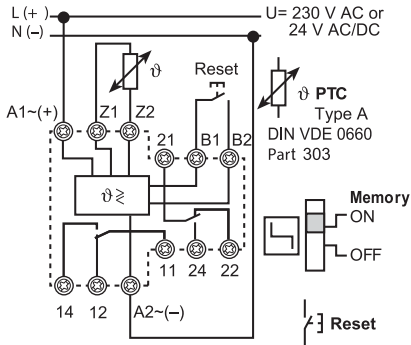 L (+)
N (–)
U= 230 V AC or
24 V AC/DC
ϑ
Reset
ϑ PTC
Type A
DIN VDE 0660
Part 303
A1~(+)
Z1
Z2
21
B1
B2
ϑ≷
Memory
ON
OFF
11
24
22
14
12
A2~(–)
Reset